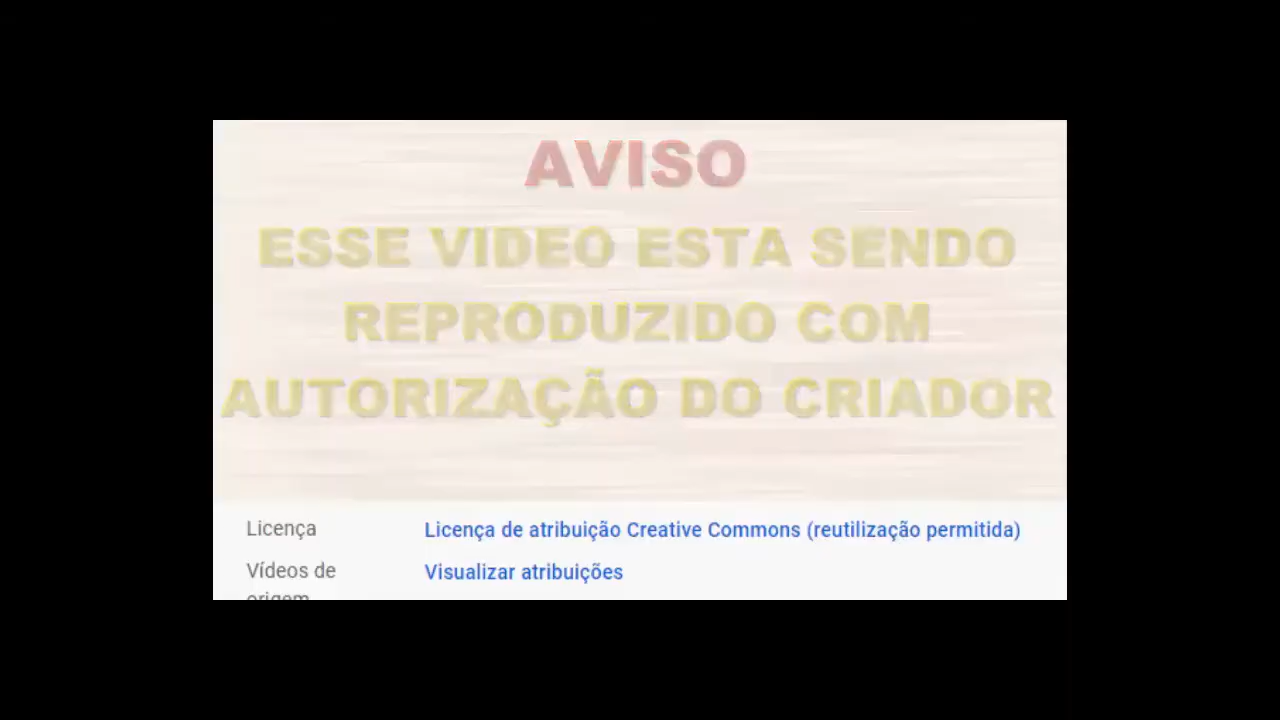 AVISO
ESSE VIDEO ESTA SENDO
REPRODUZIDO COM
AUTORIZAÇÃO DO CRIADOR
Licença Licença de atribuição Creative Commons (reutilização permitida)
Vídeos de Visualizar atribuições
origem